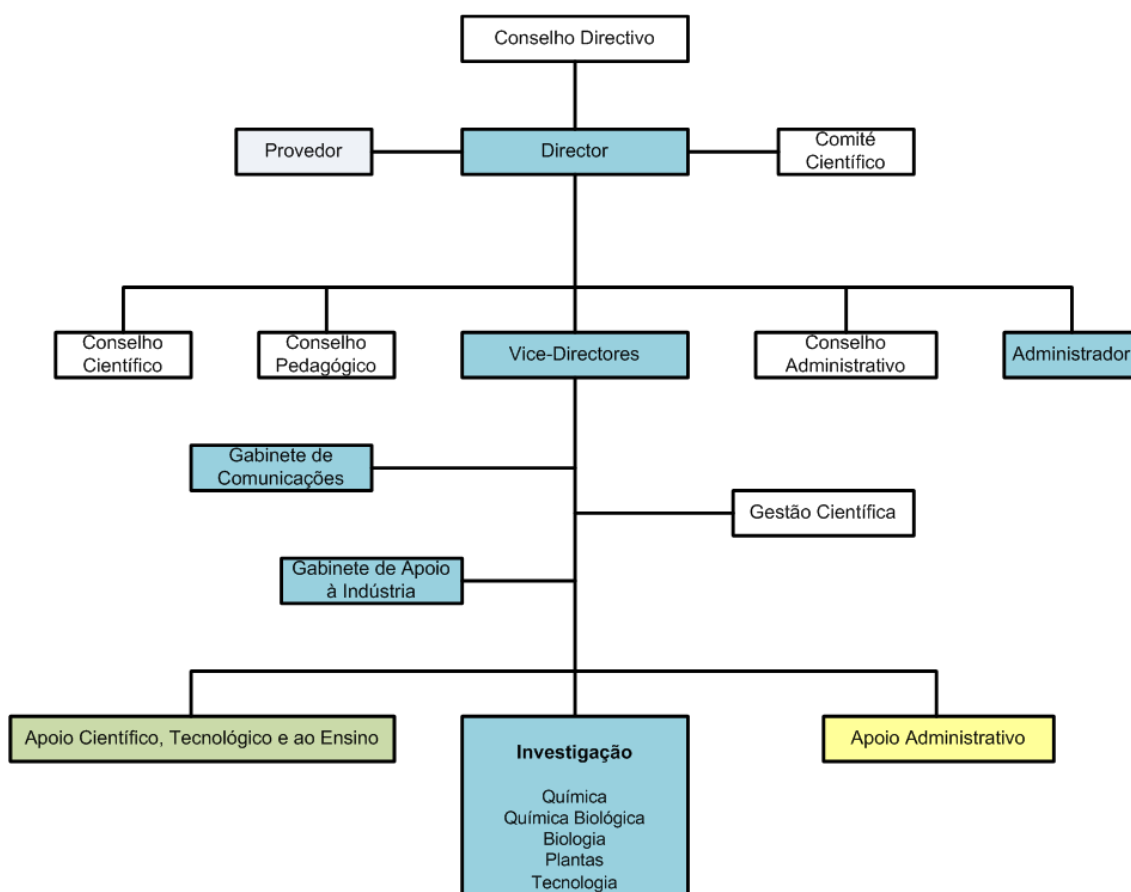 Conselho Directivo
Provedor
Director
Comité
Científico
Conselho
Científico
Conselho
Pedagógico
Vice-Directores
Conselho
Administrativo
Administrador
Gabinete de
Comunicações
Gestão Científica
Gabinete de Apoio
à Indústria
Apoio Científico, Tecnológico e ao Ensino
Investigação
Química
Química Biológica
Biologia
Plantas
Tecnologia
Apoio Administrativo